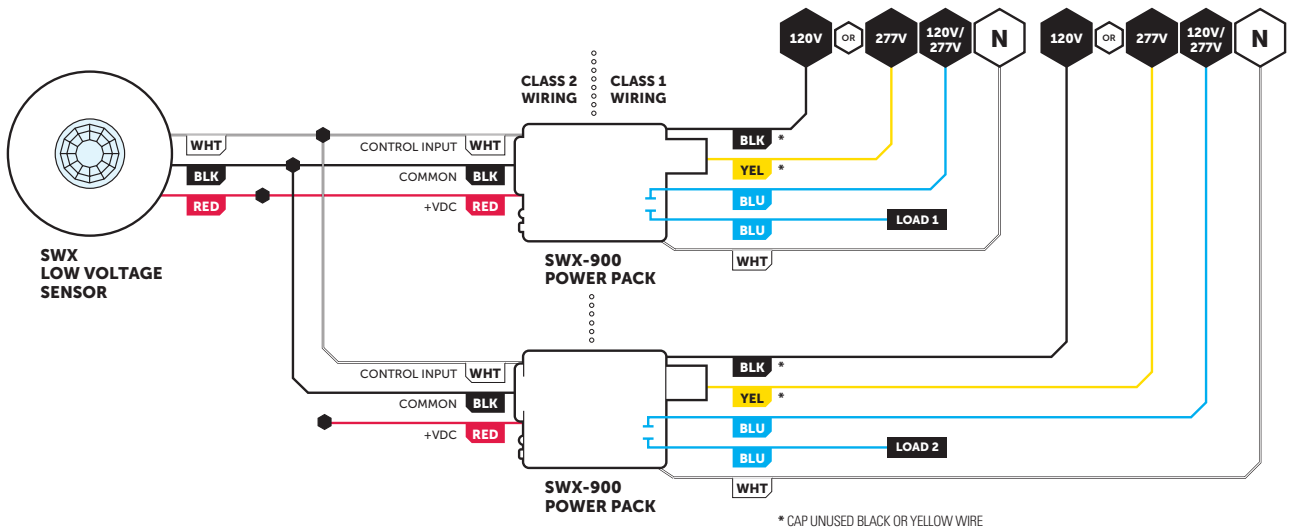 120V
OR
277V
120V/
277V
N
120V
OR
277V
120V/
277V
N
CLASS 2
WIRING
CLASS 1
WIRING
WHT
BLK
RED
CONTROL INPUT WHT
COMMON BLK
+VDC RED
BLK *
YEL *
BLU
BLU
LOAD 1
WHT
SWX
LOW VOLTAGE
SENSOR
SWX-900
POWER PACK
CONTROL INPUT WHT
COMMON BLK
+VDC RED
BLK *
YEL *
BLU
BLU
LOAD 2
WHT
SWX-900
POWER PACK
* CAP UNUSED BLACK OR YELLOW WIRE